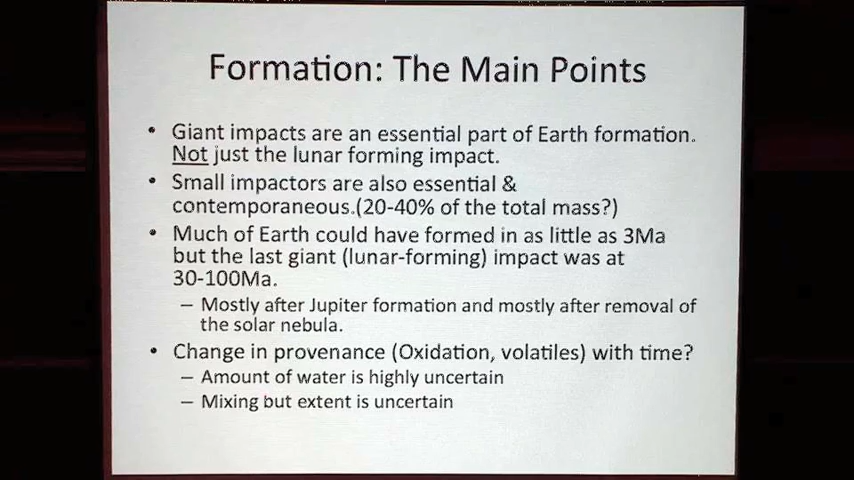 Formation: The Main Points
• Giant impacts are an essential part of Earth formation.
Not just the lunar forming impact.
• Small impactors are also essential &
contemporaneous.(20-40% of the total mass?)
• Much of Earth could have formed in as little as 3Ma
but the last giant (lunar-forming) impact was at
30-100Ma.
– Mostly after Jupiter formation and mostly after removal of
the solar nebula.
• Change in provenance (Oxidation, volatiles) with time?
– Amount of water is highly uncertain
– Mixing but extent is uncertain